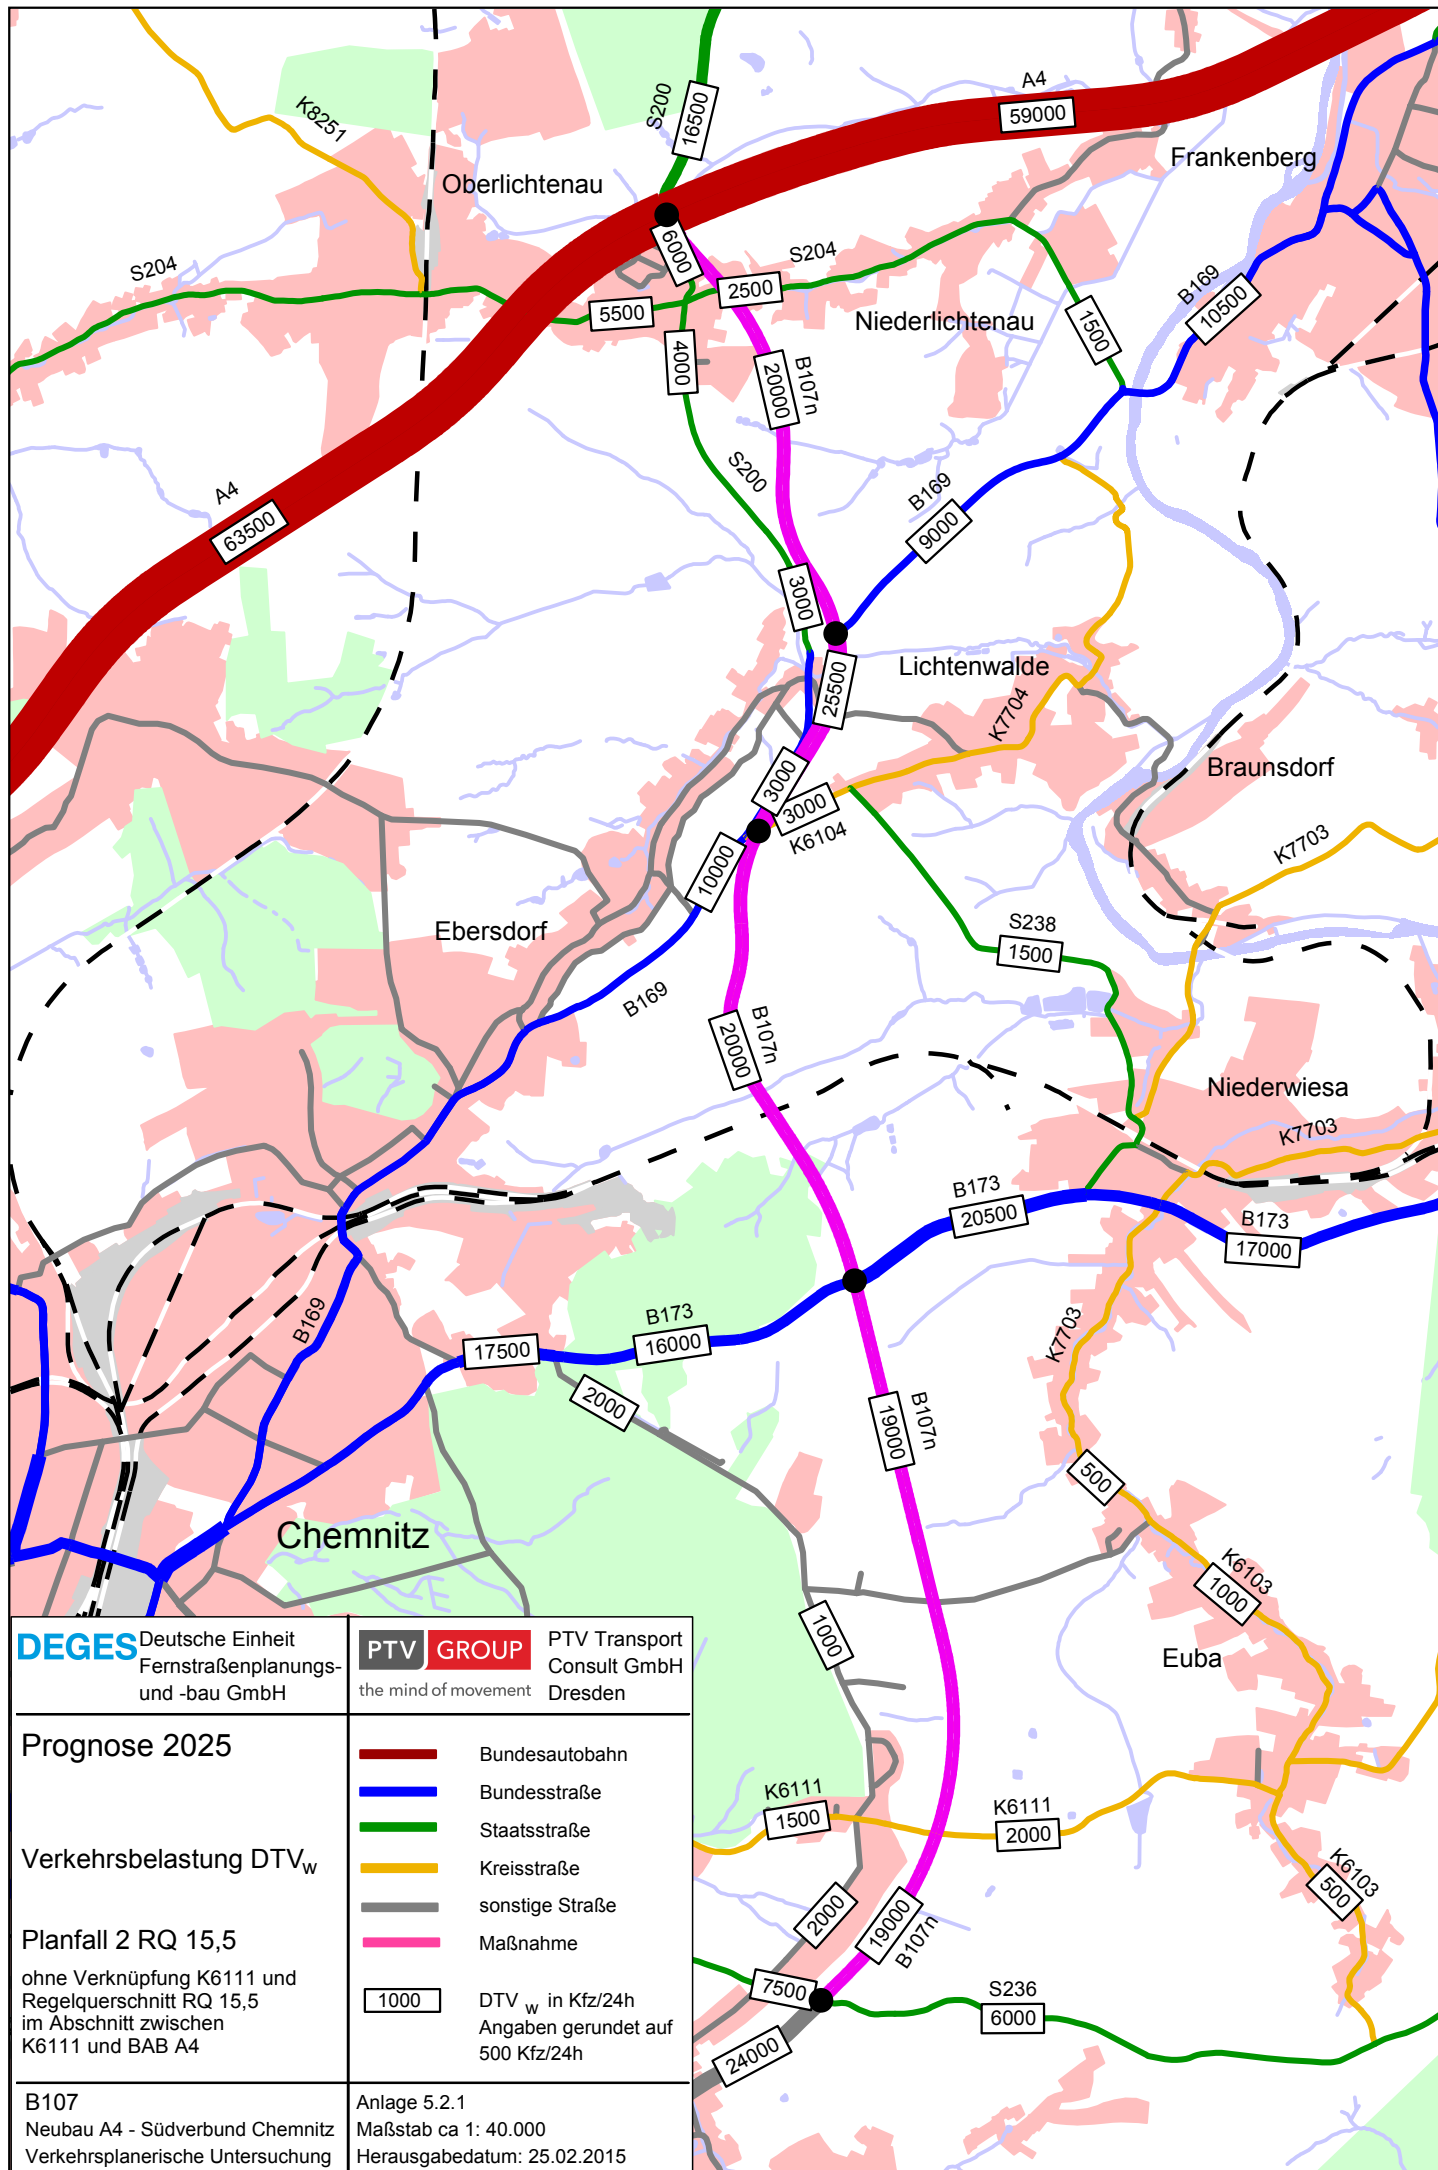 A4
59000
S200
16500
K8251
Frankenberg
Oberlichtenau
6000
S204
S204
2500
B169
10500
5500
Niederlichtenau
1500
4000
20000
B107n
S200
B169
9000
A4
63500
3000
Lichtenwalde
25500
K7704
Braunsdorf
3000
3000
K6104
K7703
10000
Ebersdorf
S238
1500
B169
B107n
20000
Niederwiesa
K7703
B173
20500
B173
17000
B169
B173
16000
17500
K7703
2000
B107n
19000
500
Chemnitz
K6103
1000
1000
Euba
K6111
1500
K6111
2000
K6103
500
2000
19000
B107n
7500
S236
6000
24000
DEGES
Deutsche Einheit
Fernstraßenplanungs-
und -bau GmbH
PTV GROUP
the mind of movement
PTV Transport
Consult GmbH
Dresden
Prognose 2025
Verkehrsbelastung DTVw
Planfall 2 RQ 15,5
ohne Verknüpfung K6111 und
Regelquerschnitt RQ 15,5
im Abschnitt zwischen
K6111 und BAB A4
Bundesautobahn
Bundesstraße
Staatsstraße
Kreisstraße
sonstige Straße
Maßnahme
1000
DTV w in Kfz/24h
Angaben gerundet auf
500 Kfz/24h
B107
Neubau A4 - Südverbund Chemnitz
Verkehrsplanerische Untersuchung
Anlage 5.2.1
Maßstab ca 1: 40.000
Herausgabedatum: 25.02.2015